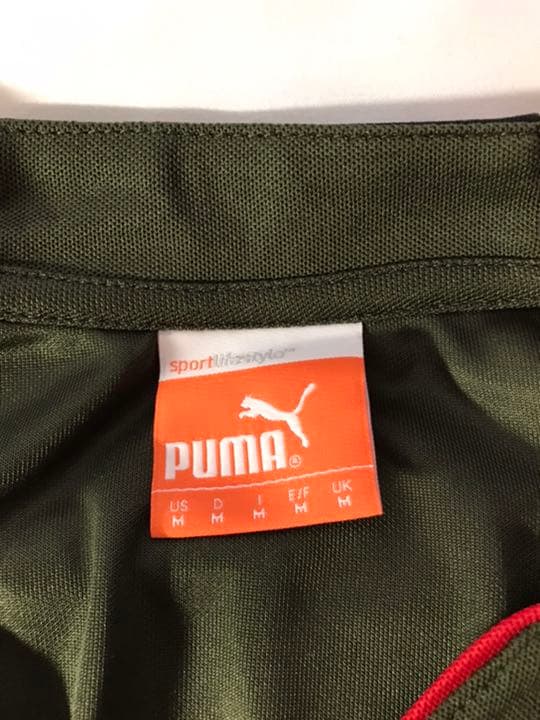 sportlifestyle™
PUMA®
US D I E/F UK
M M M M M